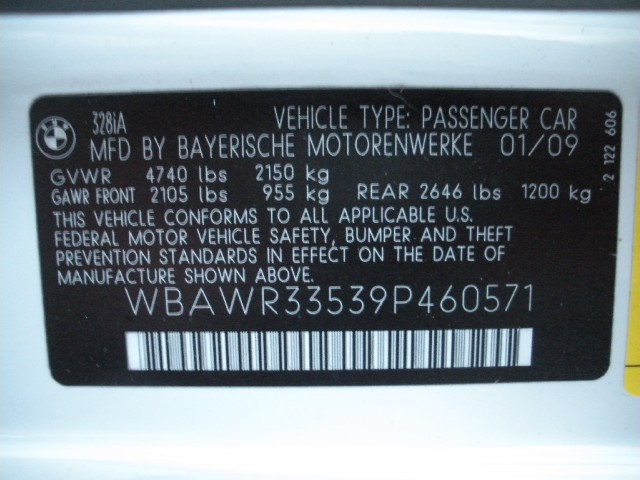 BMW
328iA VEHICLE TYPE: PASSENGER CAR
MFD BY BAYERISCHE MOTORENWERKE 01/09
GVWR 4740 lbs 2150 kg
GAWR FRONT 2105 lbs 955 kg REAR 2646 lbs 1200 kg
THIS VEHICLE CONFORMS TO ALL APPLICABLE U.S.
FEDERAL MOTOR VEHICLE SAFETY, BUMPER AND THEFT
PREVENTION STANDARDS IN EFFECT ON THE DATE OF
MANUFACTURE SHOWN ABOVE.
WBAWR33539P460571
2 122 606